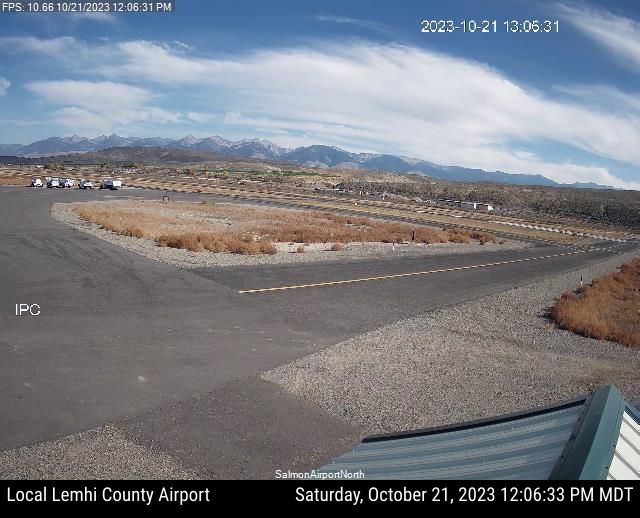 FPS: 10.66 10/21/2023 12:06:31 PM
2023-10-21 13:06:31
IPC
SalmonAirportNorth
Local Lemhi County Airport Saturday, October 21, 2023 12:06:33 PM MDT